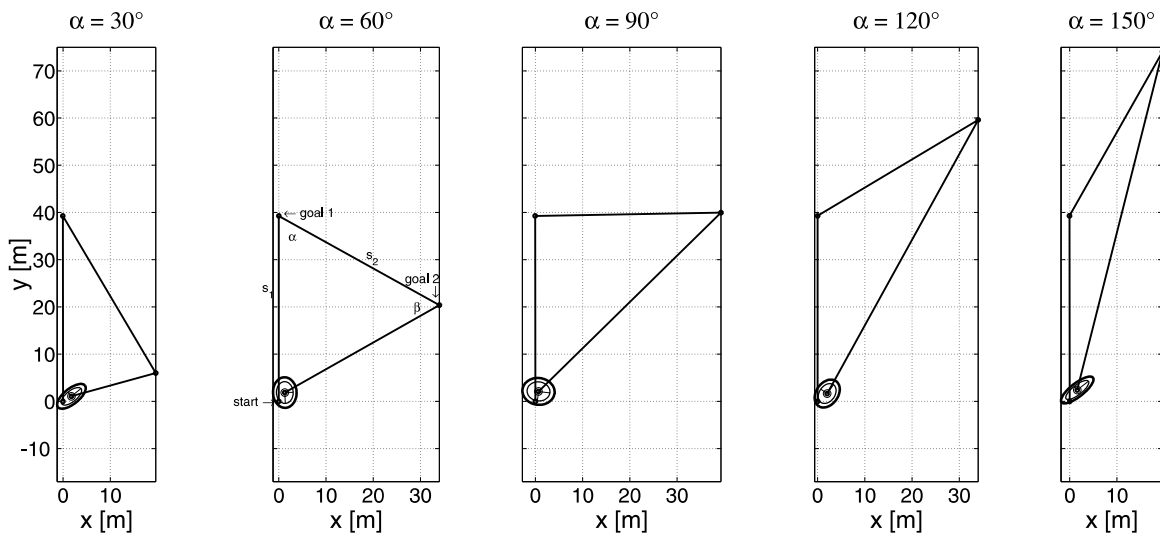 α = 30° α = 60° α = 90° α = 120° α = 150°
70
60
50
40
30
20
10
0
-10
y [m]
← goal 1
α
s₂
goal 2
↓
s₁
β
start →
0 10 0 10 20 30 0 10 20 30 0 10 20 30 0 10
x [m] x [m] x [m] x [m] x [m]